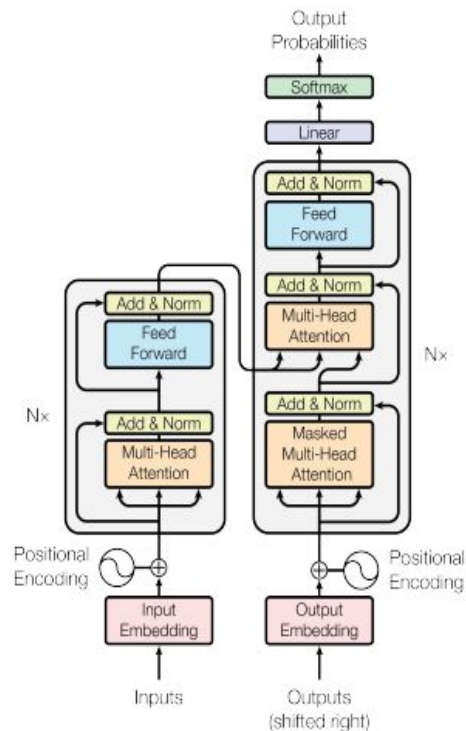 Output
Probabilities
Softmax
Linear
Add & Norm
Feed
Forward
Add & Norm
Multi-Head
Attention
Nx
Add & Norm
Masked
Multi-Head
Attention
Add & Norm
Feed
Forward
Nx
Add & Norm
Multi-Head
Attention
Positional
Encoding
Positional
Encoding
Input
Embedding
Output
Embedding
Inputs
Outputs
(shifted right)